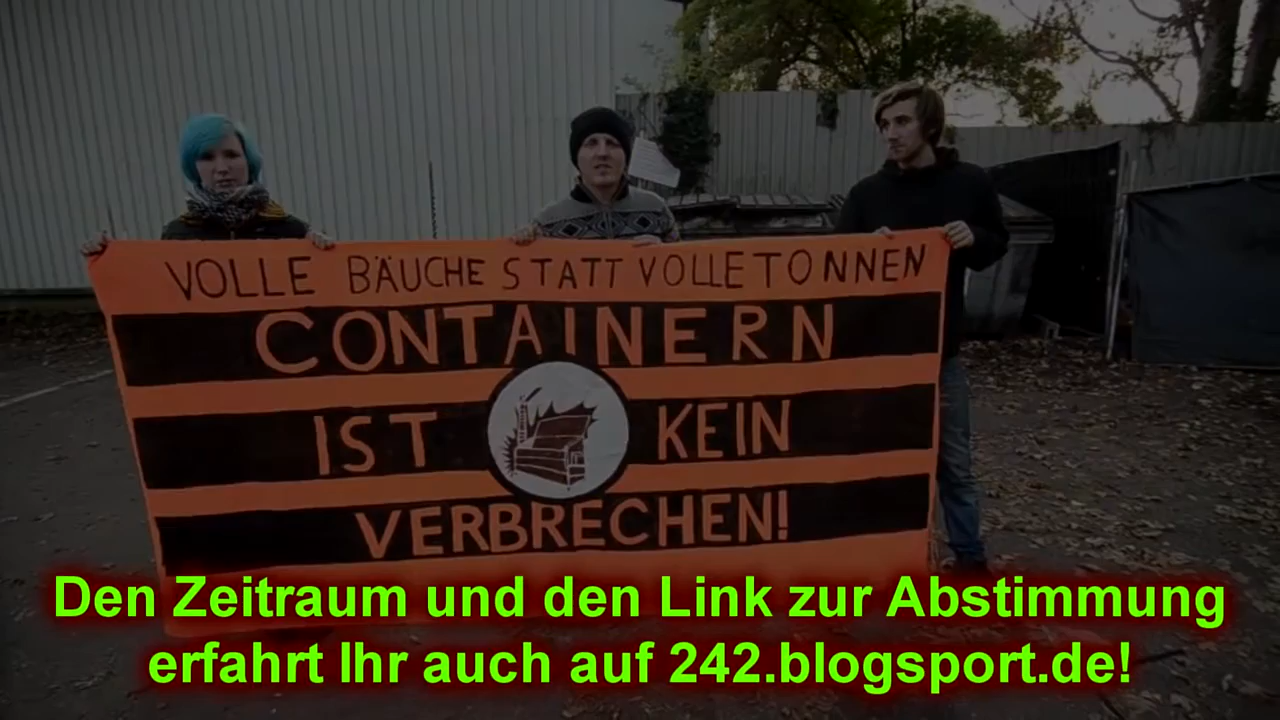 VOLLE BÄUCHE STATT VOLLE TONNEN
CONTAINERN
IST KEIN
VERBRECHEN!
Den Zeitraum und den Link zur Abstimmung
erfahrt Ihr auch auf 242.blogsport.de!